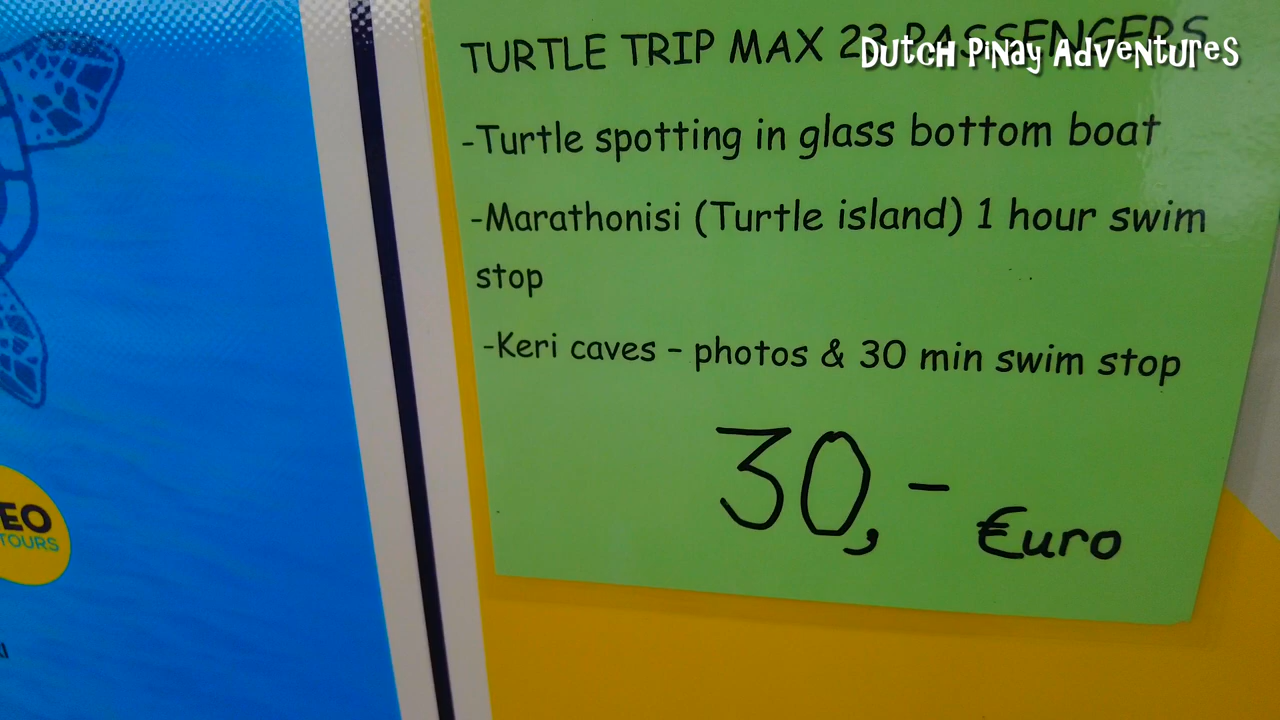 TURTLE TRIP MAX 23 PASSENGERS
Dutch Pinay Adventures
-Turtle spotting in glass bottom boat
-Marathonisi (Turtle island) 1 hour swim
stop
-Keri caves - photos & 30 min swim stop
30,-
€uro
EO
TOURS